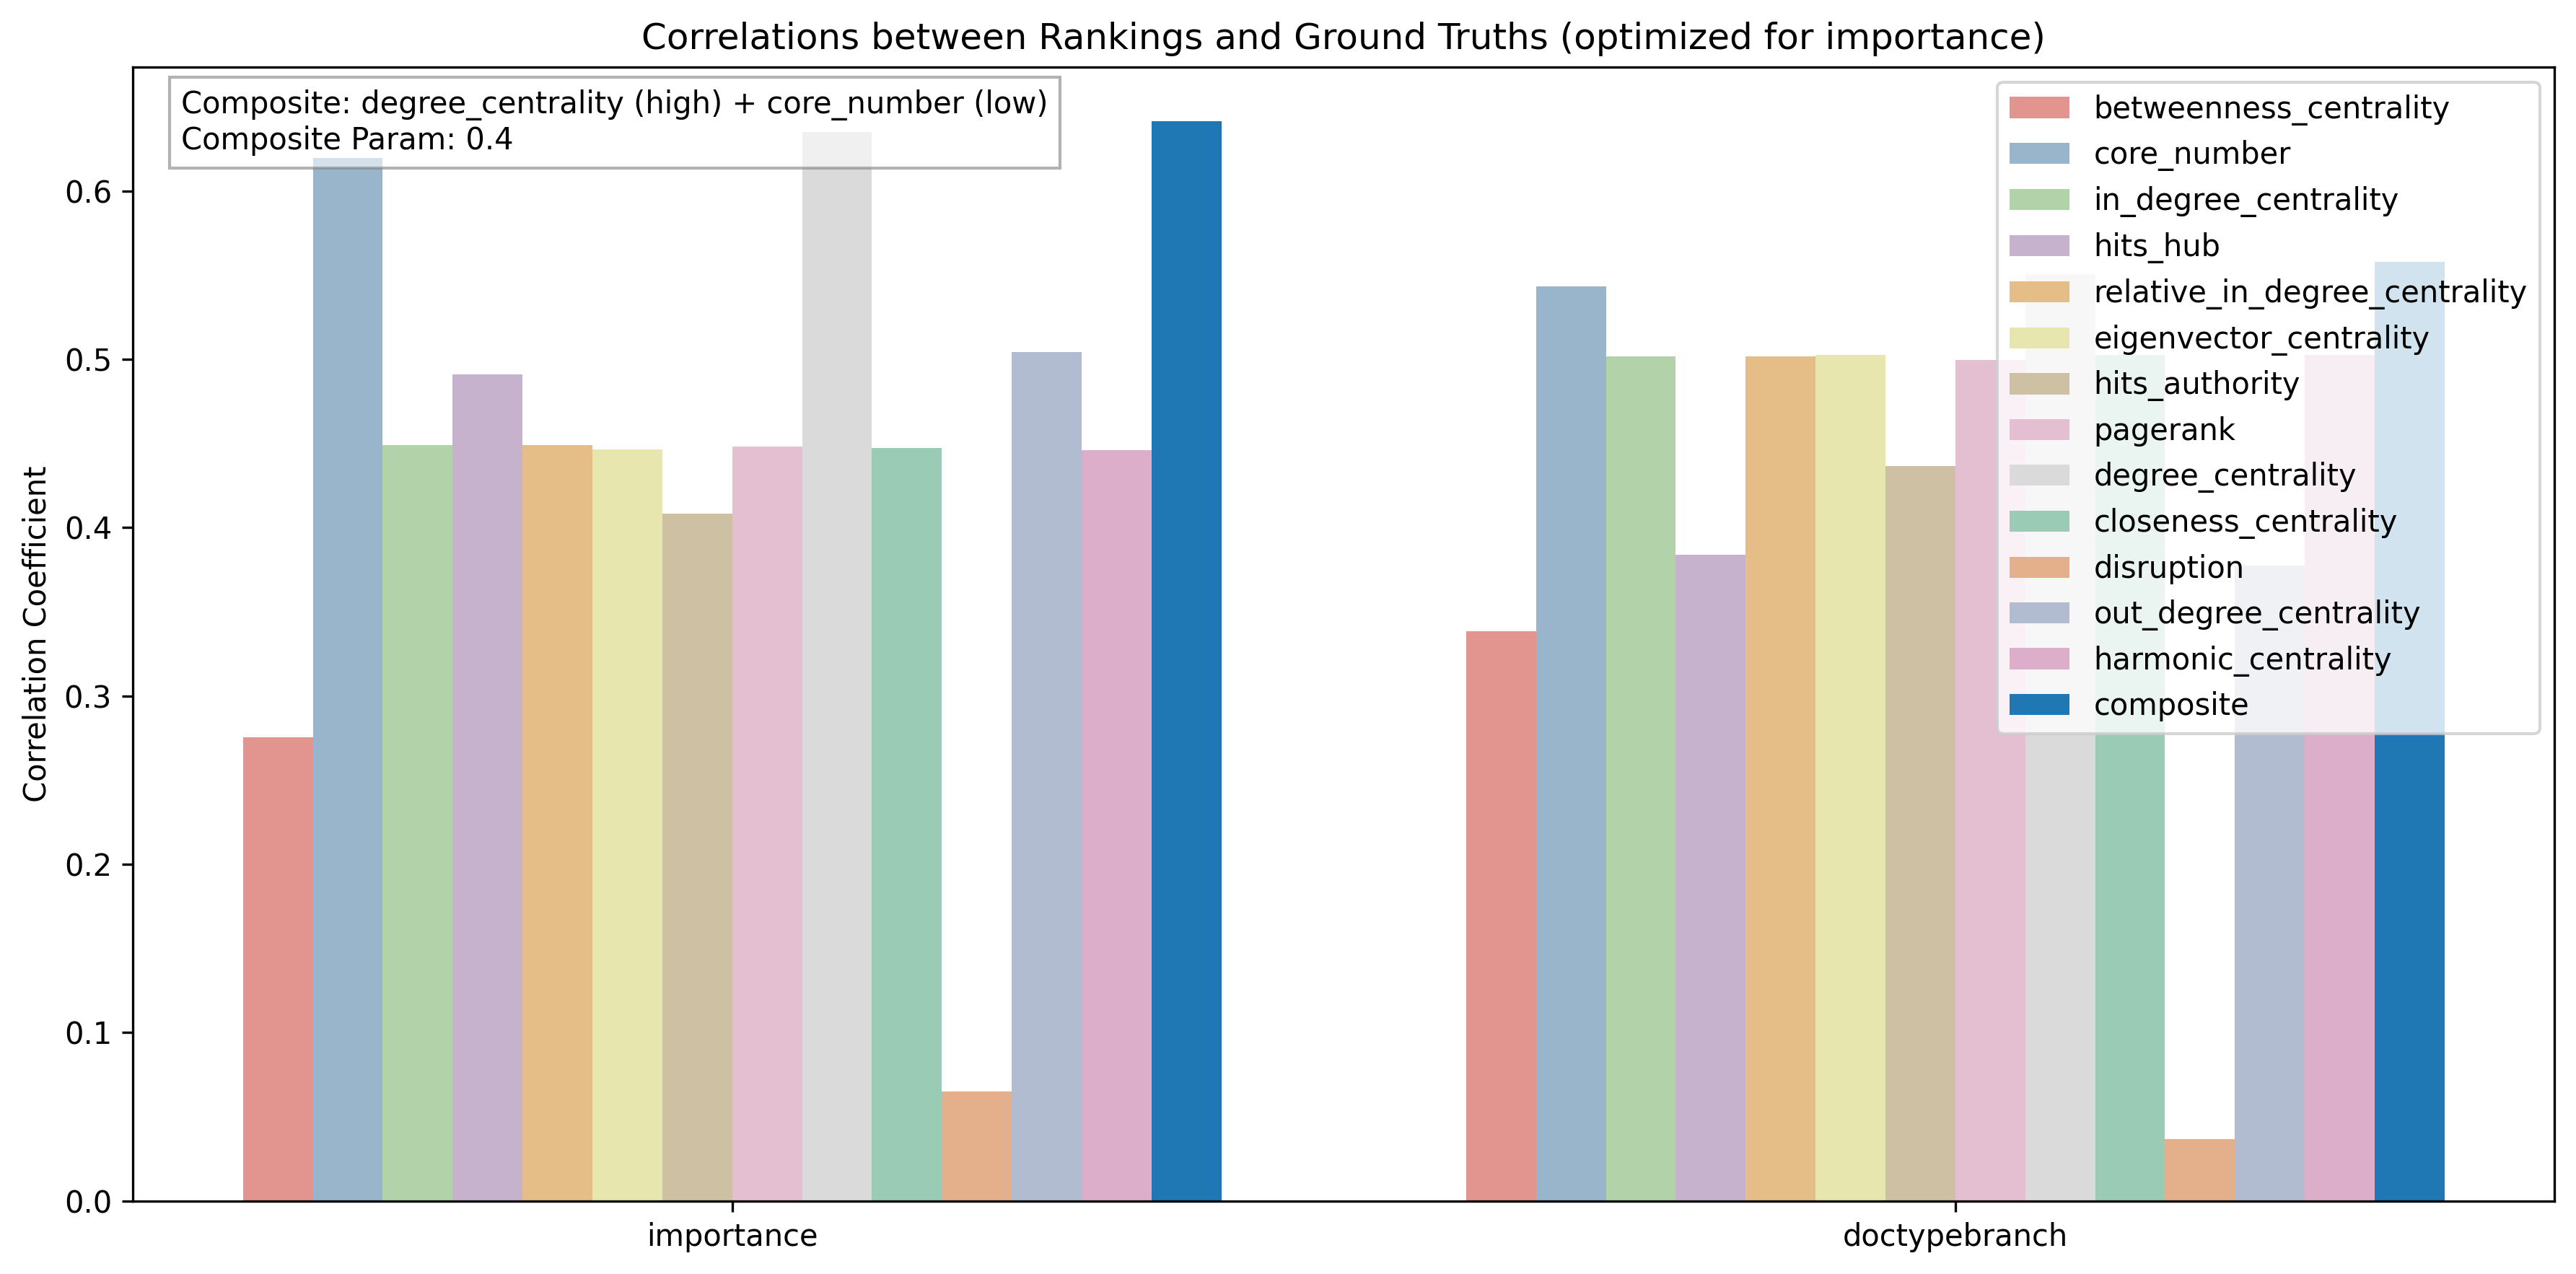 Correlations between Rankings and Ground Truths (optimized for importance)
Composite: degree_centrality (high) + core_number (low)
Composite Param: 0.4
betweenness_centrality
core_number
in_degree_centrality
hits_hub
relative_in_degree_centrality
eigenvector_centrality
hits_authority
pagerank
degree_centrality
closeness_centrality
disruption
out_degree_centrality
harmonic_centrality
composite
Correlation Coefficient
0.6
0.5
0.4
0.3
0.2
0.1
0.0
importance
doctypebranch